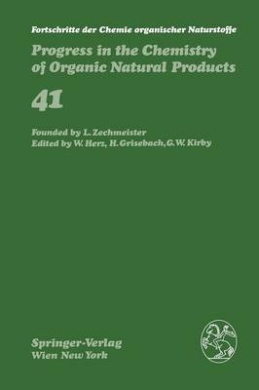 Fortschritte der Chemie organischer Naturstoffe
Progress in the Chemistry
of Organic Natural Products
41
Founded by L. Zechmeister
Edited by W. Herz, H. Grisebach, G. W. Kirby
Springer-Verlag
Wien New York